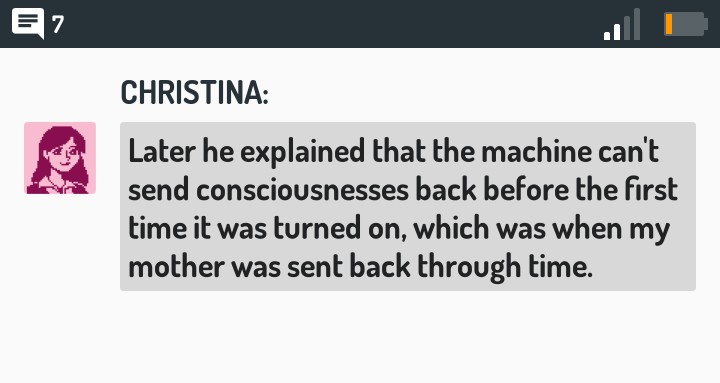 7
CHRISTINA:
Later he explained that the machine can't
send consciousnesses back before the first
time it was turned on, which was when my
mother was sent back through time.